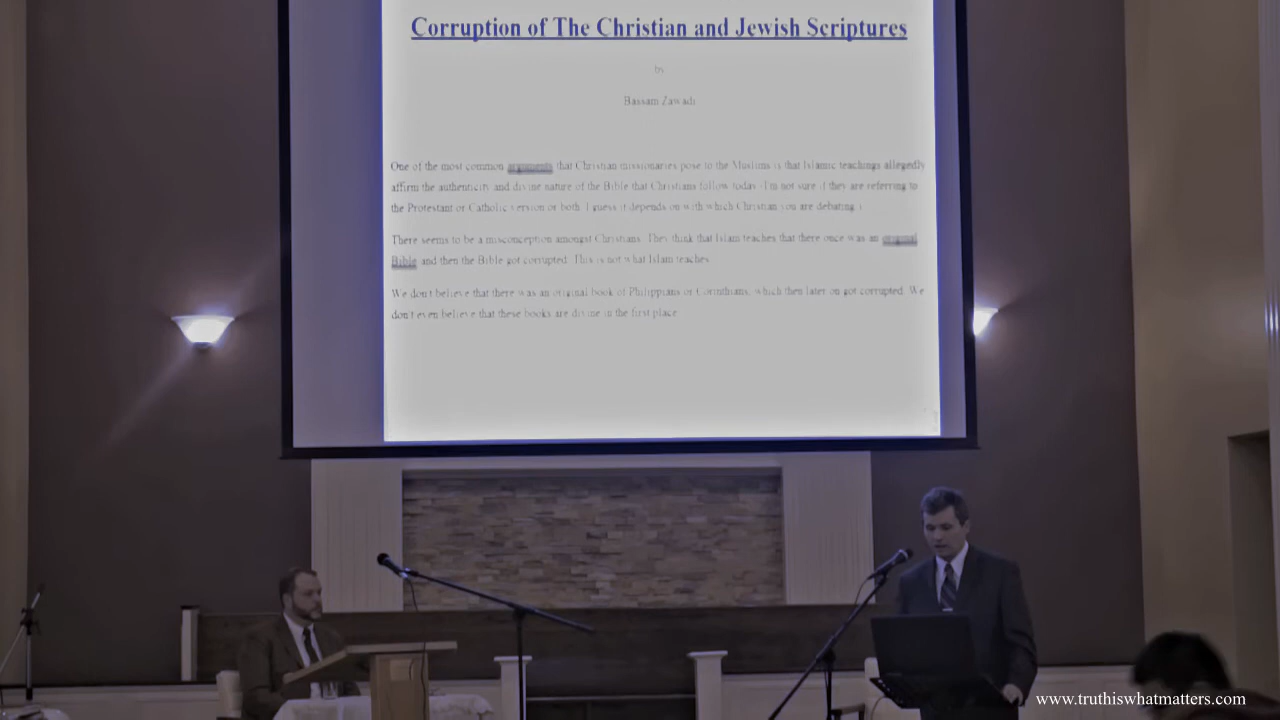 Corruption of The Christian and Jewish Scriptures
by
Bassam Zawadi
One of the most common arguments that Christian missionaries pose to the Muslims is that Islamic teachings allegedly
affirm the authenticity and divine nature of the Bible that Christians follow today. I'm not sure if they are referring to
the Protestant or Catholic version or both. I guess it depends on with which Christian you are debating.
There seems to be a misconception amongst Christians. They think that Islam teaches that there once was an original
Bible and then the Bible got corrupted. This is not what Islam teaches.
We don't believe that there was an original book of Philippians or Corinthians, which then later on got corrupted. We
don't even believe that these books are divine in the first place.
www.truthiswhatmatters.com